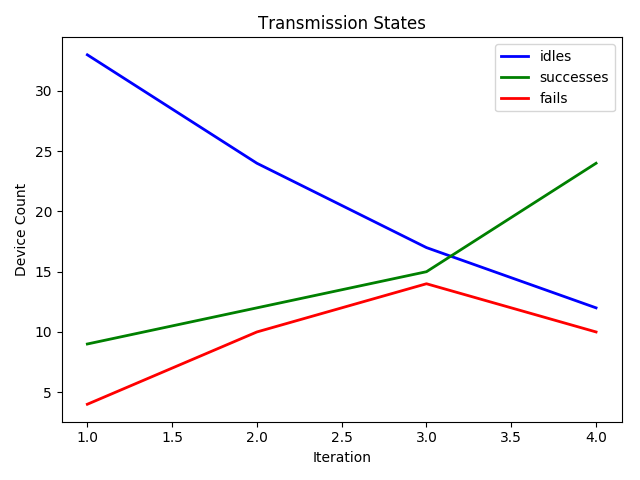 Transmission States
idles
successes
fails
Device Count
30
25
20
15
10
5
1.0 1.5 2.0 2.5 3.0 3.5 4.0
Iteration